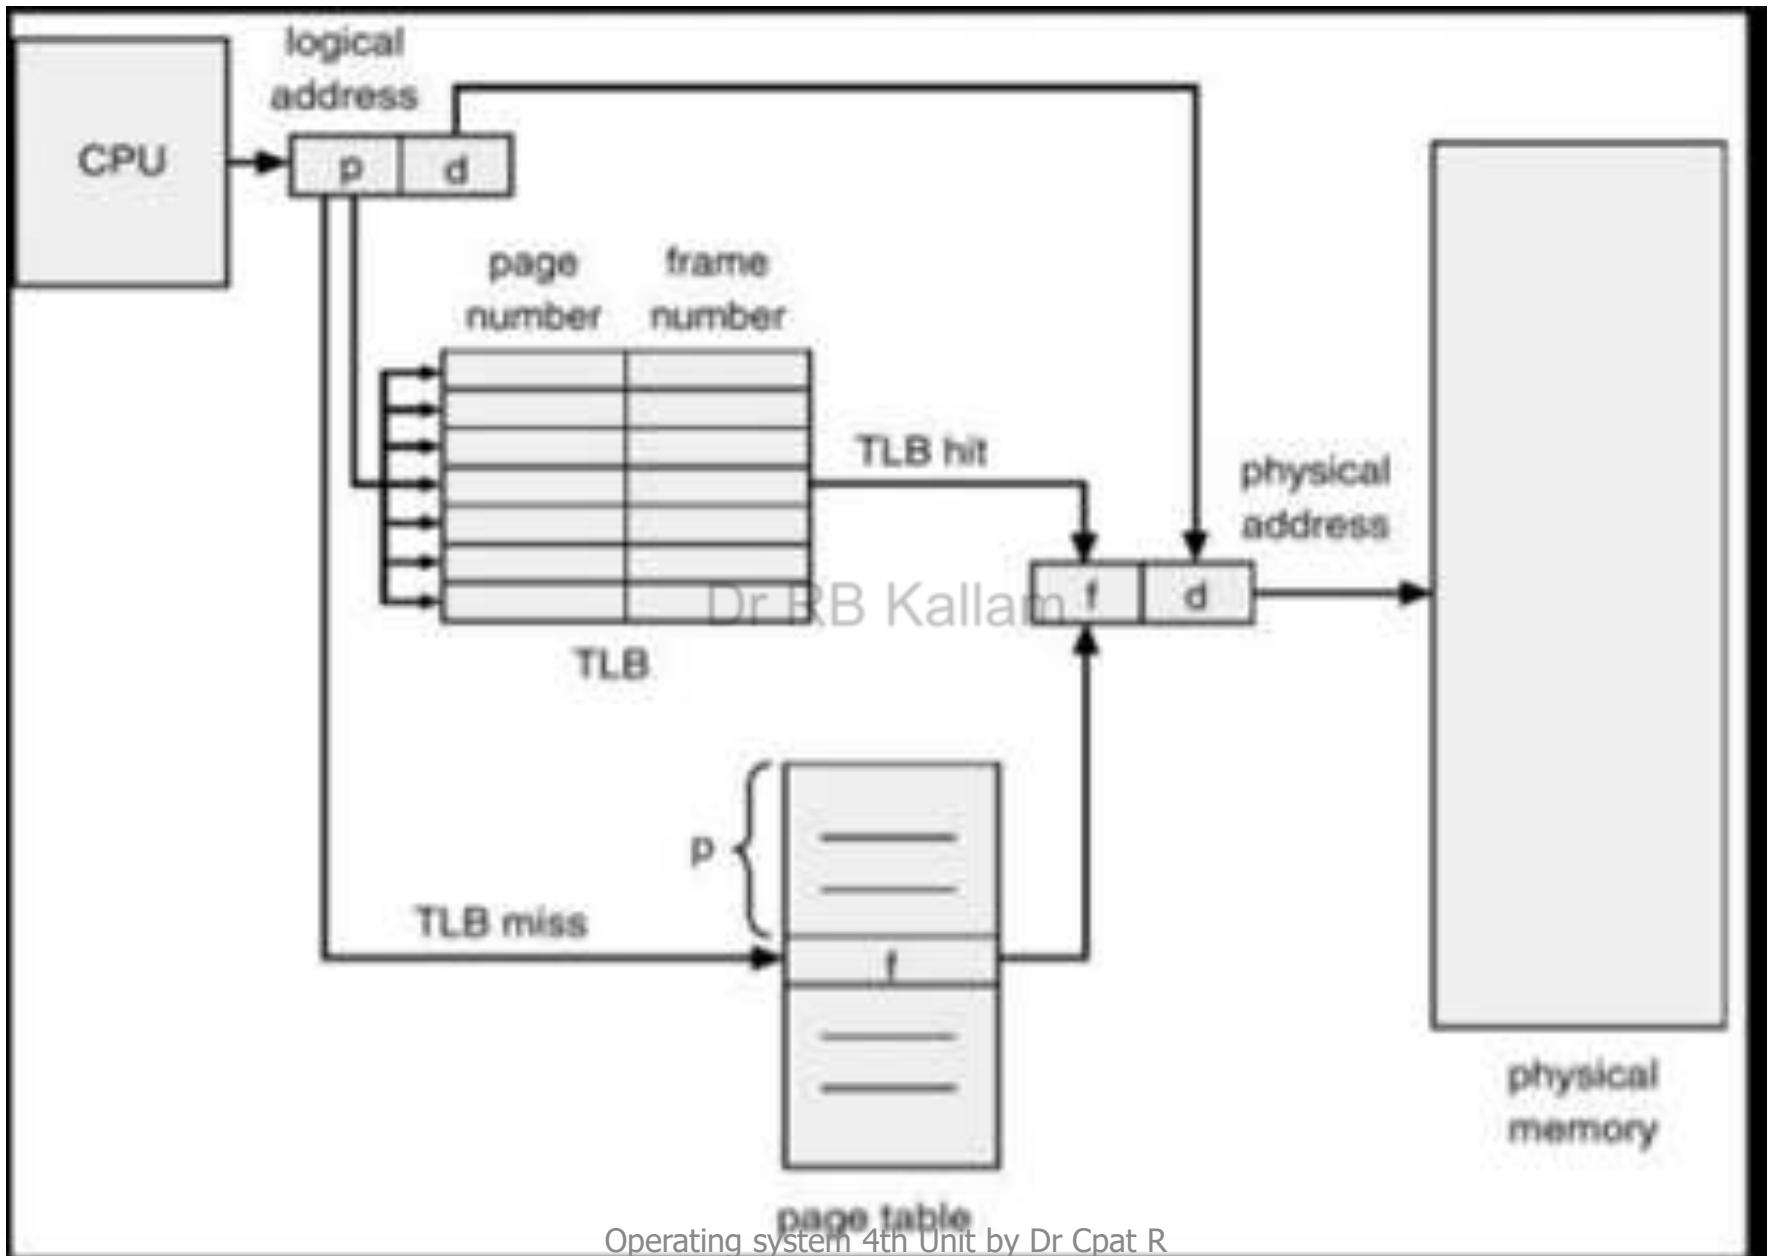 logical
address
CPU
p
d
page
number
frame
number
TLB hit
physical
address
Dr RB Kallam
f
d
TLB
p
TLB miss
f
physical
memory
page table
Operating system 4th Unit by Dr Cpat R